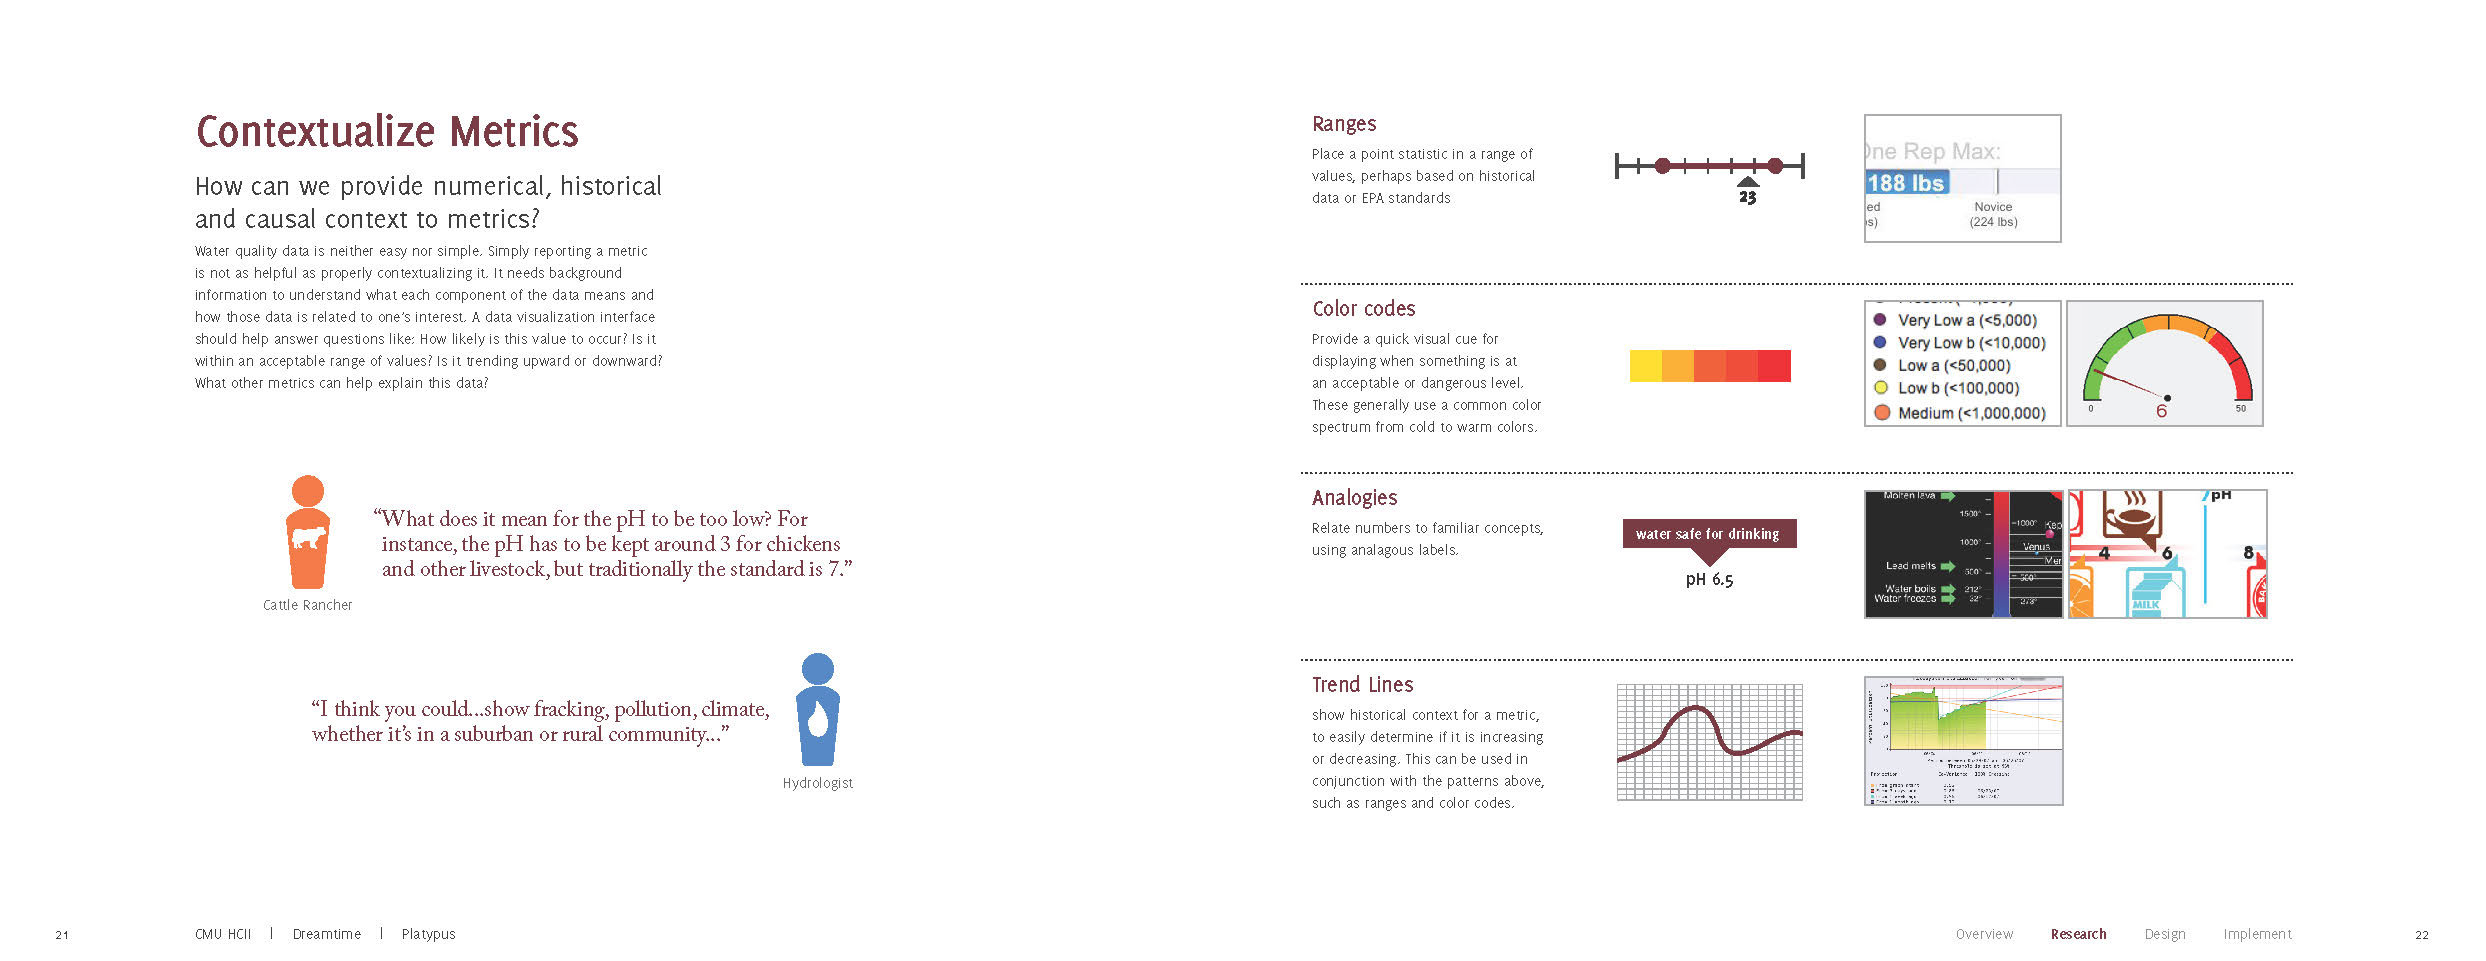 Contextualize Metrics
How can we provide numerical, historical
and causal context to metrics?
Water quality data is neither easy nor simple. Simply reporting a metric
is not as helpful as properly contextualizing it. It needs background
information to understand what each component of the data means and
how those data is related to one's interest. A data visualization interface
should help answer questions like: How likely is this value to occur? Is it
within an acceptable range of values? Is it trending upward or downward?
What other metrics can help explain this data?
“What does it mean for the pH to be too low? For
instance, the pH has to be kept around 3 for chickens
and other livestock, but traditionally the standard is 7.”
Cattle Rancher
“I think you could...show fracking, pollution, climate,
whether it's in a suburban or rural community...”
Hydrologist
21
CMU HCII | Dreamtime | Platypus
Ranges
Place a point statistic in a range of
values, perhaps based on historical
data or EPA standards
23
One Rep Max:
188 lbs
ed
Novice
s)
(224 lbs)
Color codes
Provide a quick visual cue for
displaying when something is at
an acceptable or dangerous level.
These generally use a common color
spectrum from cold to warm colors.
Very Low a (<5,000)
Very Low b (<10,000)
Low a (<50,000)
Low b (<100,000)
Medium (<1,000,000)
0
6
50
Analogies
Relate numbers to familiar concepts,
using analagous labels.
water safe for drinking
pH 6.5
Molten lava
1500°
1000°
Kep
1000°
Venus
Mer
Lead melts
500°
500°
Water boils
212°
Water freezes
32°
273°
pH
4
6
8
MILK
BA
Trend Lines
show historical context for a metric,
to easily determine if it is increasing
or decreasing. This can be used in
conjunction with the patterns above,
such as ranges and color codes.
Overview Research Design Implement
22